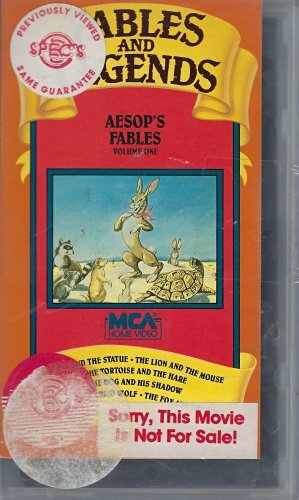 PREVIOUSLY VIEWED
SPEC'S
SAME GUARANTEE
ABLES
AND
GENDS
AESOP'S
FABLES
VOLUME ONE
MCA
HOME VIDEO
THE STATUE • THE LION AND THE MOUSE
THE TORTOISE AND THE HARE
DOG AND HIS SHADOW
WOLF • THE FOX
Sorry, This Movie
Is Not For Sale!